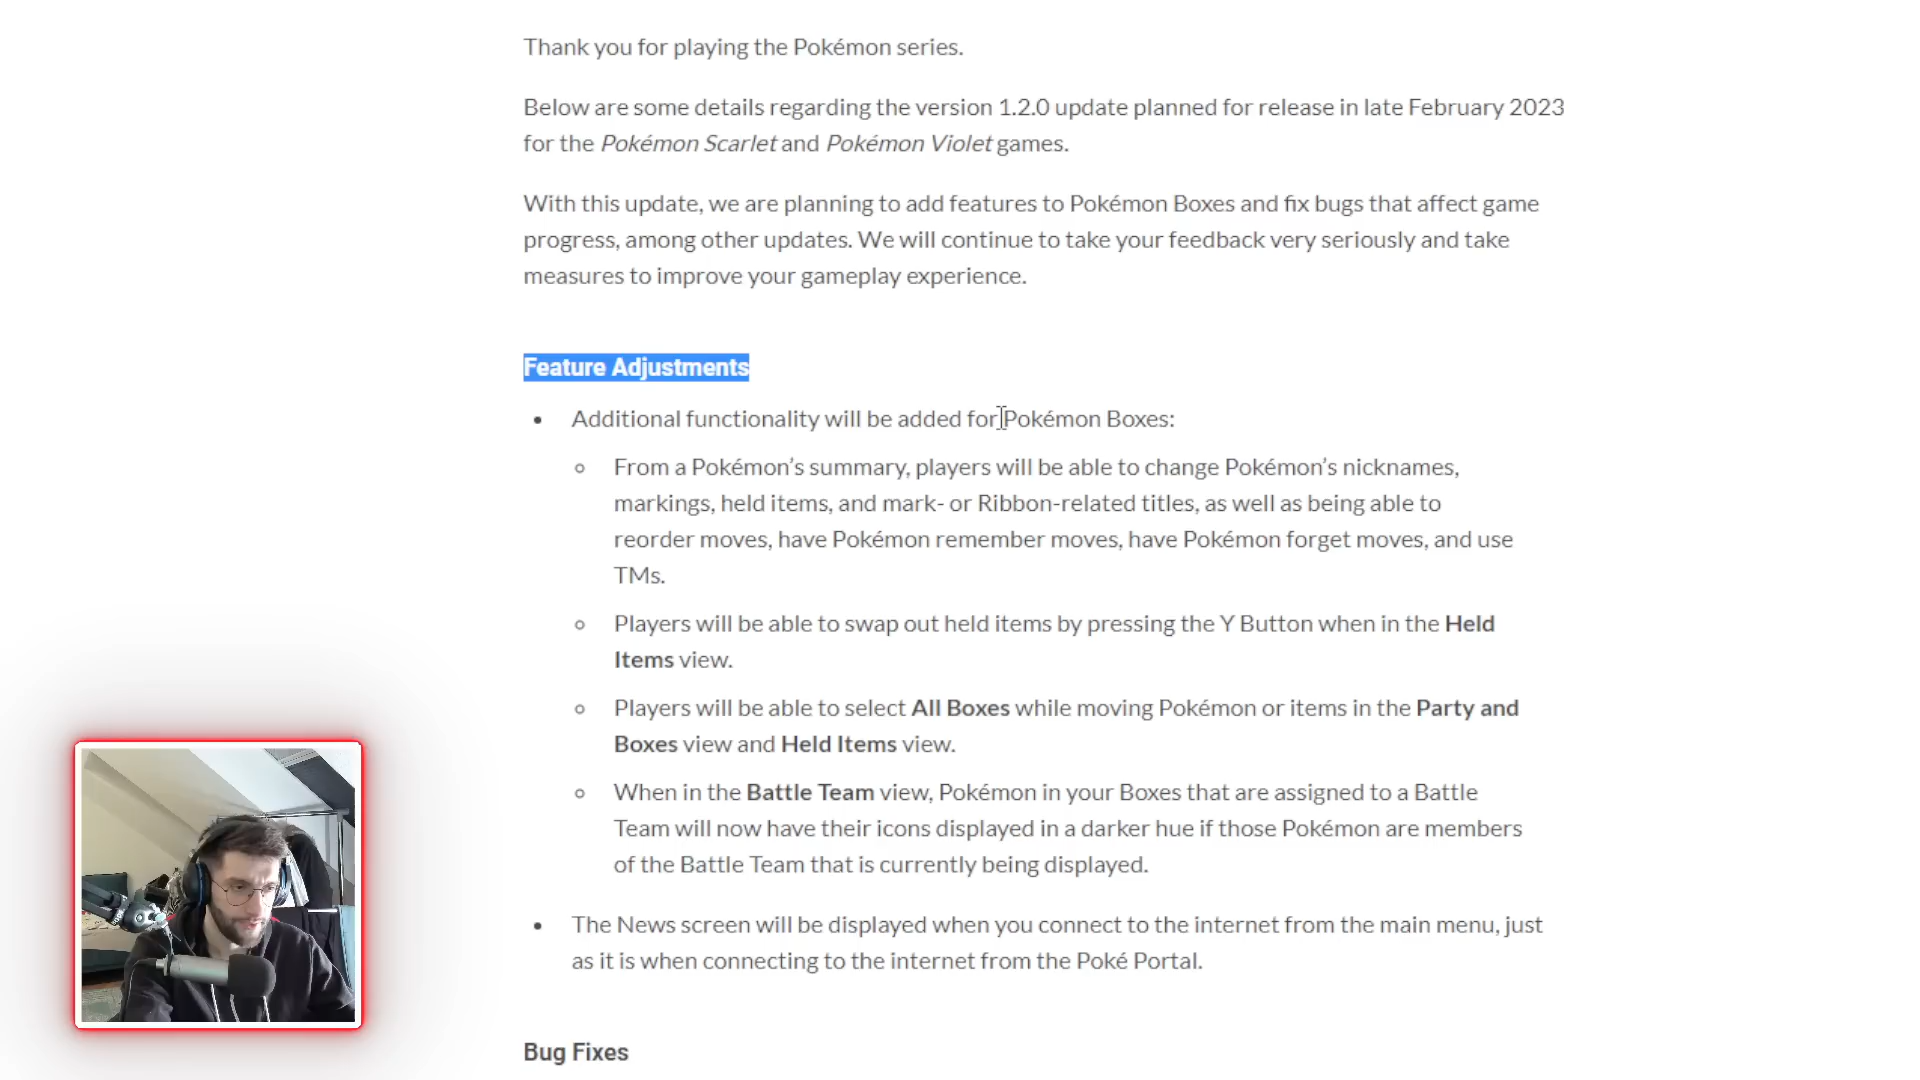 Thank you for playing the Pokémon series.
Below are some details regarding the version 1.2.0 update planned for release in late February 2023
for the Pokémon Scarlet and Pokémon Violet games.
With this update, we are planning to add features to Pokémon Boxes and fix bugs that affect game
progress, among other updates. We will continue to take your feedback very seriously and take
measures to improve your gameplay experience.
Feature Adjustments
• Additional functionality will be added for Pokémon Boxes:
◦ From a Pokémon’s summary, players will be able to change Pokémon’s nicknames,
markings, held items, and mark- or Ribbon-related titles, as well as being able to
reorder moves, have Pokémon remember moves, have Pokémon forget moves, and use
TMs.
◦ Players will be able to swap out held items by pressing the Y Button when in the Held
Items view.
◦ Players will be able to select All Boxes while moving Pokémon or items in the Party and
Boxes view and Held Items view.
◦ When in the Battle Team view, Pokémon in your Boxes that are assigned to a Battle
Team will now have their icons displayed in a darker hue if those Pokémon are members
of the Battle Team that is currently being displayed.
• The News screen will be displayed when you connect to the internet from the main menu, just
as it is when connecting to the internet from the Poké Portal.
Bug Fixes